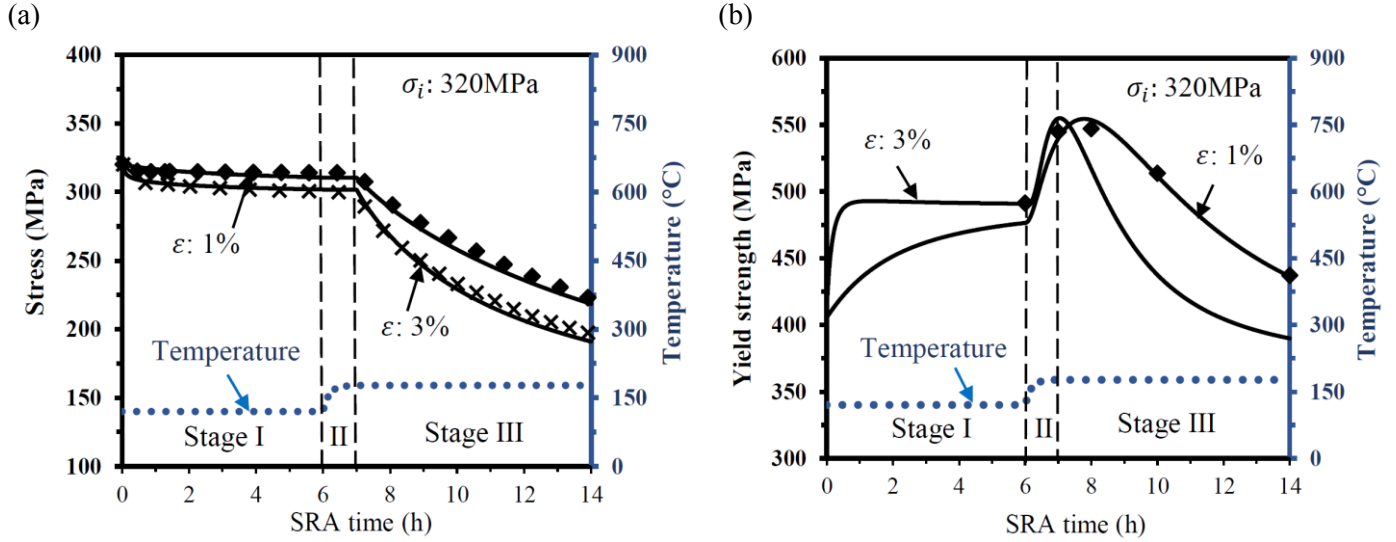 (a)
400
350
300
250
200
150
100
Stress (MPa)
900
750
600
450
300
150
0
Temperature (°C)
σᵢ: 320MPa
ε: 1%
ε: 3%
Temperature
Stage I
II
Stage III
0 2 4 6 8 10 12 14
SRA time (h)
(b)
600
550
500
475
450
400
350
300
Yield strength (MPa)
900
750
600
450
300
150
0
Temperature (°C)
σᵢ: 320MPa
ε: 3%
ε: 1%
Temperature
Stage I
II
Stage III
0 2 4 6 8 10 12 14
SRA time (h)